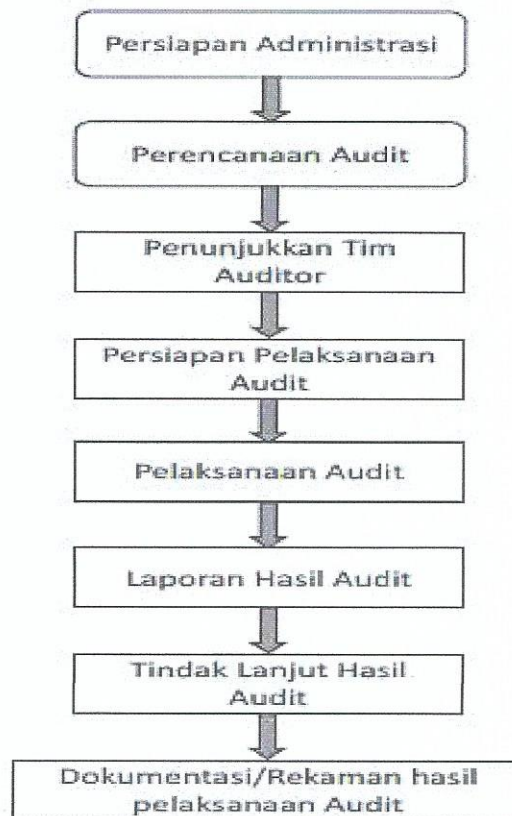 Persiapan Administrasi
Perencanaan Audit
Penunjukkan Tim
Auditor
Persiapan Pelaksanaan
Audit
Pelaksanaan Audit
Laporan Hasil Audit
Tindak Lanjut Hasil
Audit
Dokumentasi/Rekaman hasil
pelaksanaan Audit